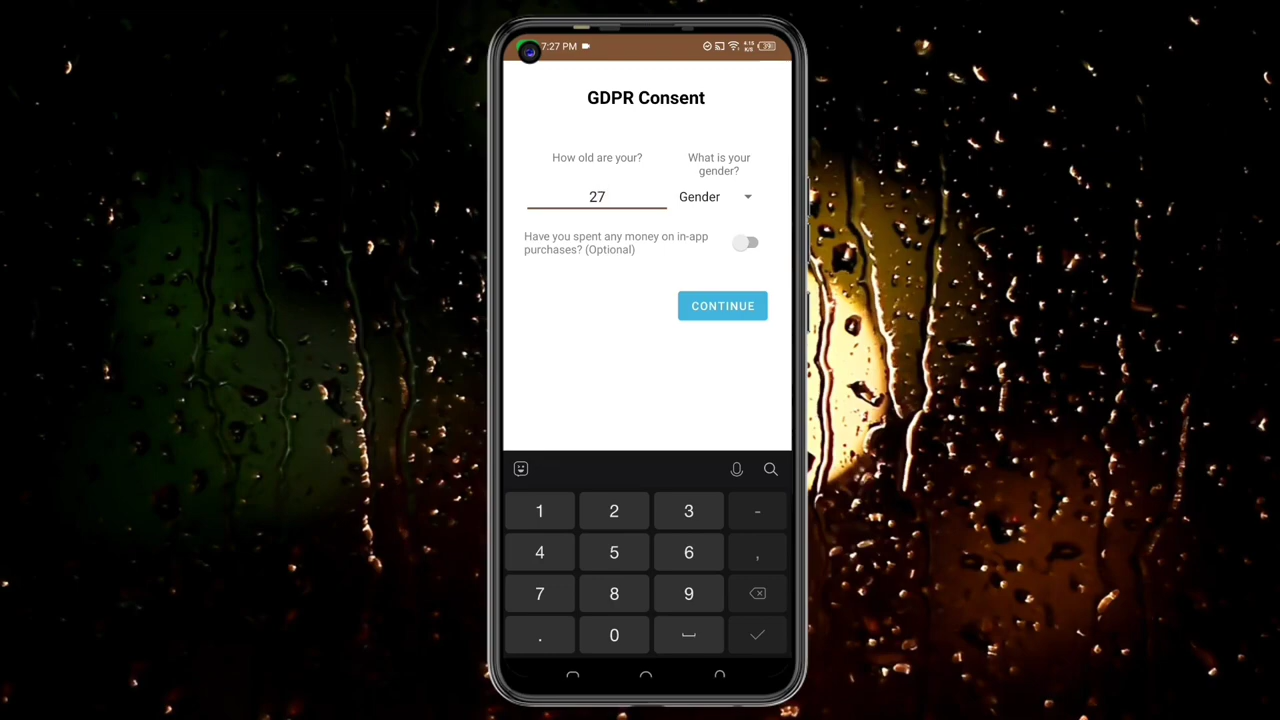 7:27 PM
GDPR Consent
How old are your?
What is your
gender?
27
Gender
Have you spent any money on in-app
purchases? (Optional)
CONTINUE
1 2 3 -
4 5 6 ,
7 8 9
. 0